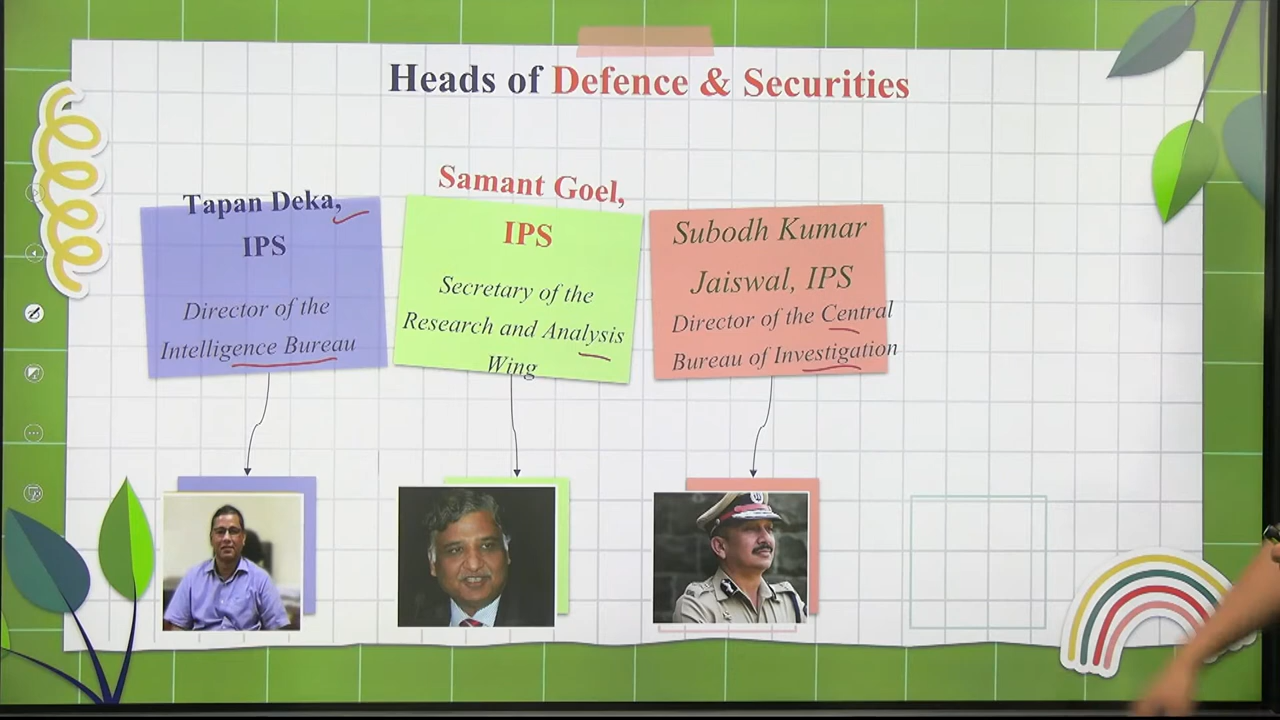 Heads of Defence & Securities
Tapan Deka,
IPS
Director of the
Intelligence Bureau
Samant Goel,
IPS
Secretary of the
Research and Analysis
Wing
Subodh Kumar
Jaiswal, IPS
Director of the Central
Bureau of Investigation